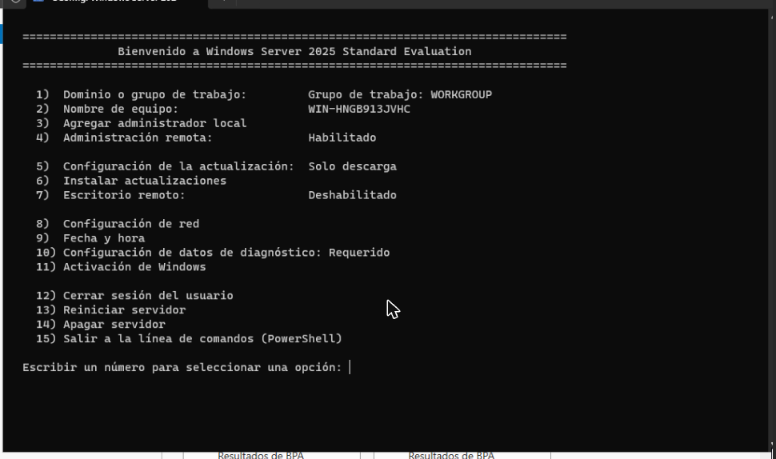 ================================================================================
Bienvenido a Windows Server 2025 Standard Evaluation
================================================================================
1) Dominio o grupo de trabajo: Grupo de trabajo: WORKGROUP
2) Nombre de equipo: WIN-HNGB913JVHC
3) Agregar administrador local
4) Administración remota: Habilitado
5) Configuración de la actualización: Solo descarga
6) Instalar actualizaciones
7) Escritorio remoto: Deshabilitado
8) Configuración de red
9) Fecha y hora
10) Configuración de datos de diagnóstico: Requerido
11) Activación de Windows
12) Cerrar sesión del usuario
13) Reiniciar servidor
14) Apagar servidor
15) Salir a la línea de comandos (PowerShell)
Escribir un número para seleccionar una opción:
Resultados de BPA Resultados de BPA